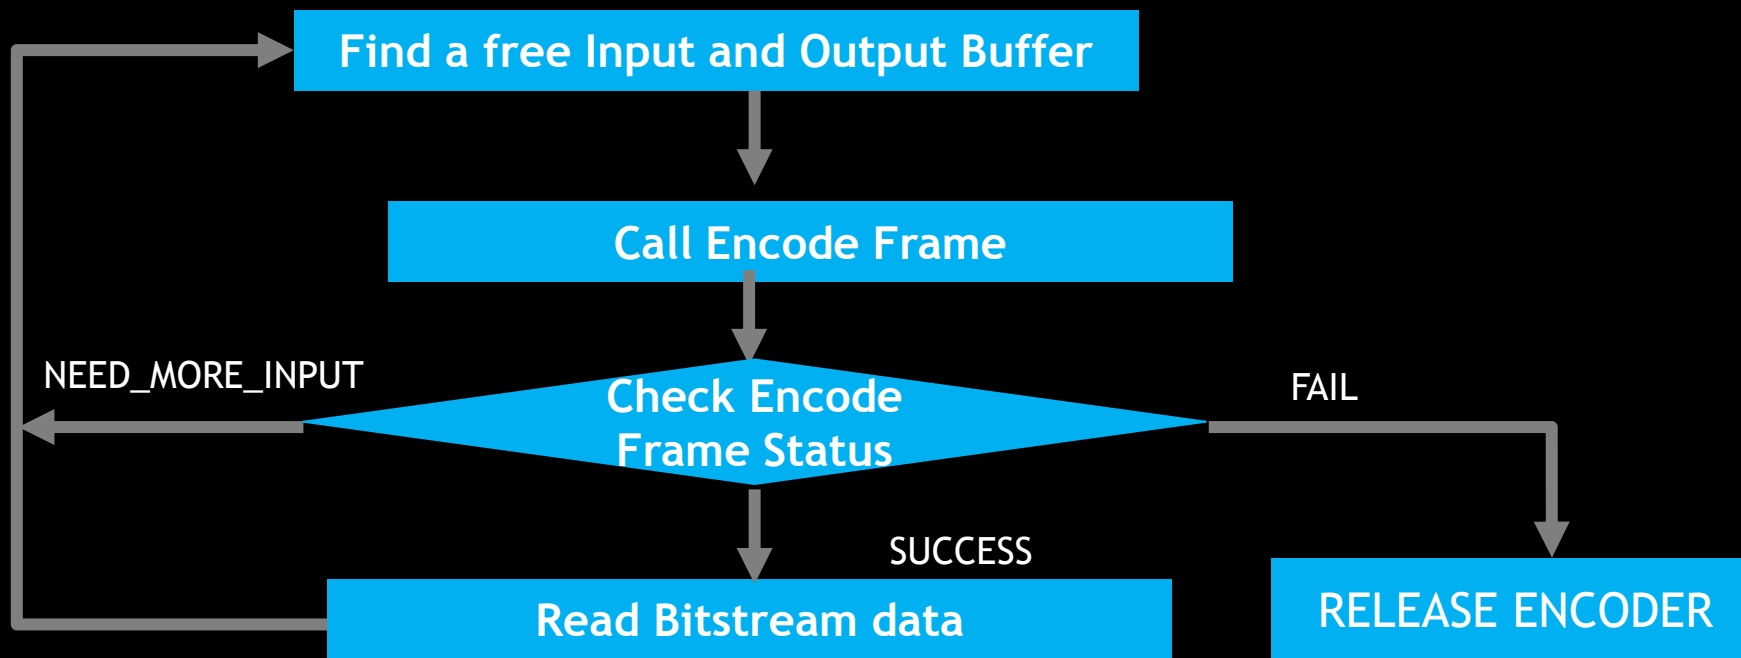 Find a free Input and Output Buffer
Call Encode Frame
NEED_MORE_INPUT
Check Encode
Frame Status
FAIL
SUCCESS
Read Bitstream data
RELEASE ENCODER